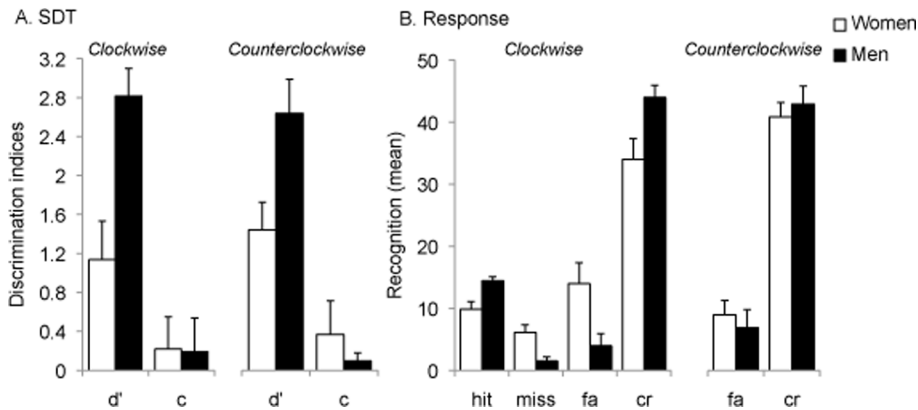 A. SDT
Clockwise
Counterclockwise
Discrimination indices
3.2
2.8
2.4
2
1.6
1.2
0.8
0.4
0
d'
c
d'
c
B. Response
Women
Men
Clockwise
Counterclockwise
Recognition (mean)
50
40
30
20
10
0
hit
miss
fa
cr
fa
cr